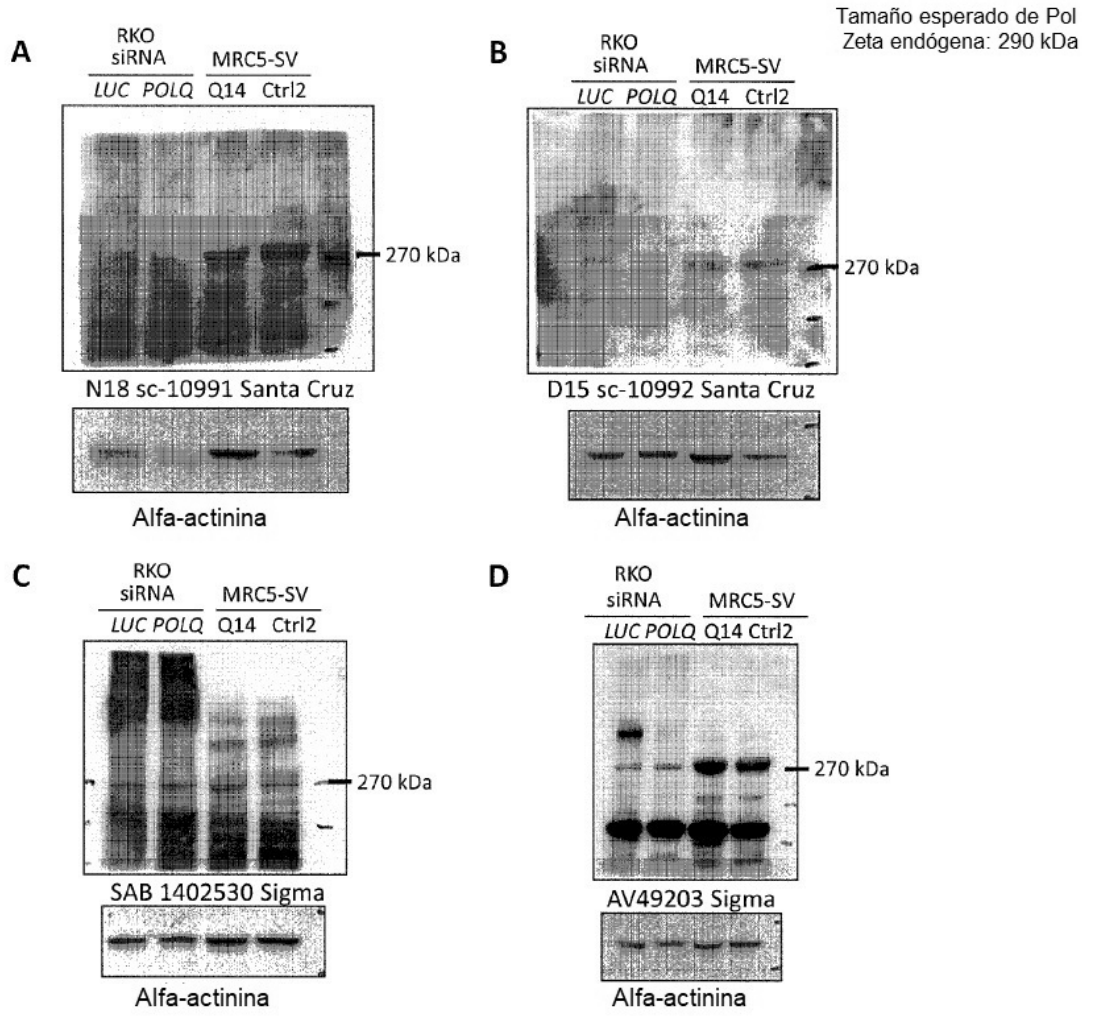 Tamaño esperado de Pol
Zeta endógena: 290 kDa
A
RKO
siRNA
MRC5-SV
LUC POLQ Q14 Ctrl2
270 kDa
N18 sc-10991 Santa Cruz
Alfa-actinina
B
RKO
siRNA
MRC5-SV
LUC POLQ Q14 Ctrl2
270 kDa
D15 sc-10992 Santa Cruz
Alfa-actinina
C
RKO
siRNA
MRC5-SV
LUC POLQ Q14 Ctrl2
270 kDa
SAB 1402530 Sigma
Alfa-actinina
D
RKO
siRNA
MRC5-SV
LUC POLQ Q14 Ctrl2
270 kDa
AV49203 Sigma
Alfa-actinina